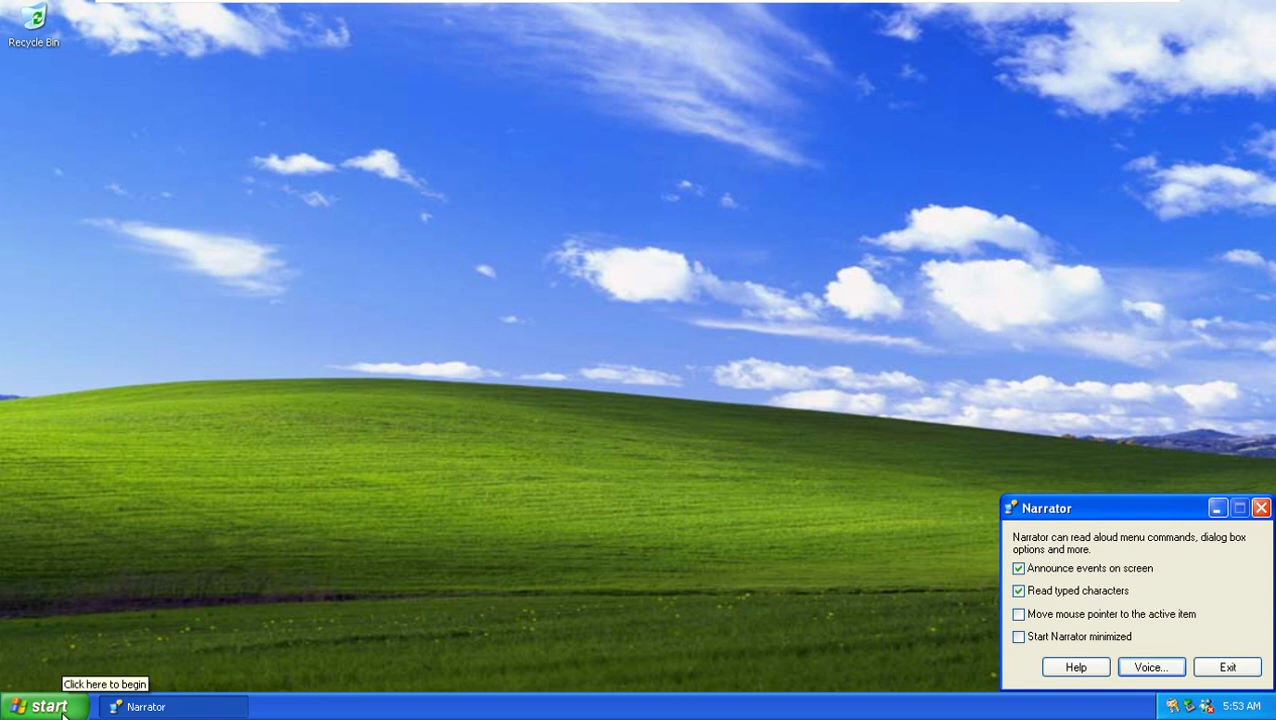 Recycle Bin
Narrator
Narrator can read aloud menu commands, dialog box
options and more.
Announce events on screen
Read typed characters
Move mouse pointer to the active item
Start Narrator minimized
Help
Voice...
Exit
Click here to begin
start
Narrator
5:53 AM